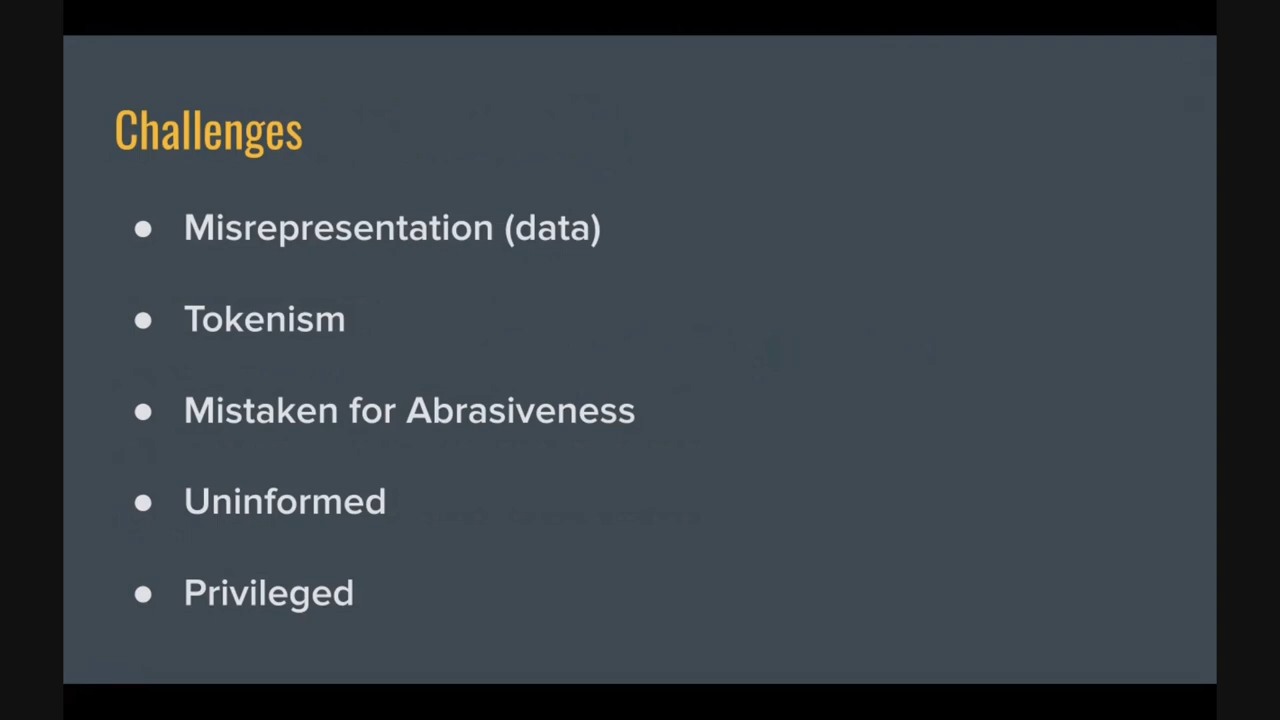 Challenges
● Misrepresentation (data)
● Tokenism
● Mistaken for Abrasiveness
● Uninformed
● Privileged